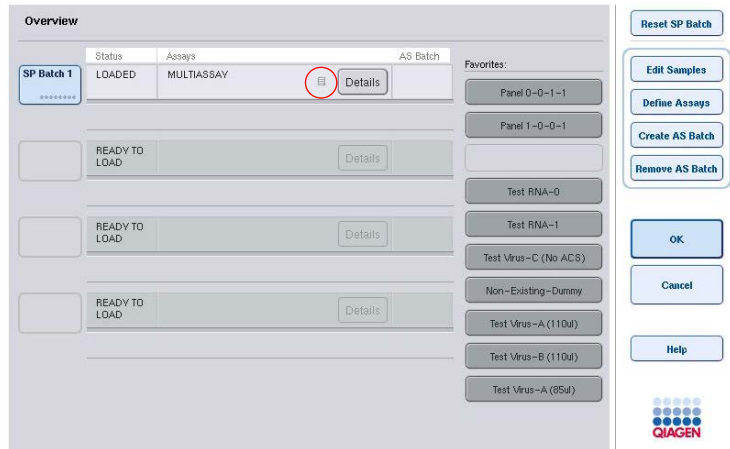 Overview
Status Assays AS Batch
SP Batch 1
LOADED MULTIASSAY Details
READY TO
LOAD
Details
READY TO
LOAD
Details
READY TO
LOAD
Details
Favorites:
Panel 0-0-1-1
Panel 1-0-0-1
Test RNA-0
Test RNA-1
Test Virus-C (No ACS)
Non-Existing-Dummy
Test Virus-A (110ul)
Test Virus-B (110ul)
Test Virus-A (85ul)
Reset SP Batch
Edit Samples
Define Assays
Create AS Batch
Remove AS Batch
OK
Cancel
Help
QIAGEN